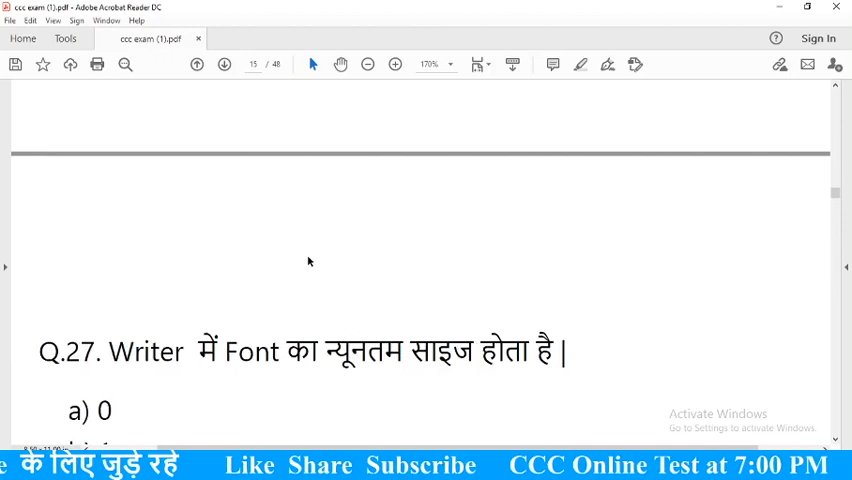 ccc exam (1).pdf - Adobe Acrobat Reader DC
File Edit View Sign Window Help
Home Tools ccc exam (1).pdf × Sign In
15 / 48 170%
Q.27. Writer में Font का न्यूनतम साइज होता है |
a) 0
Activate Windows
Go to Settings to activate Windows.
के लिए जुड़े रहे Like Share Subscribe CCC Online Test at 7:00 PM